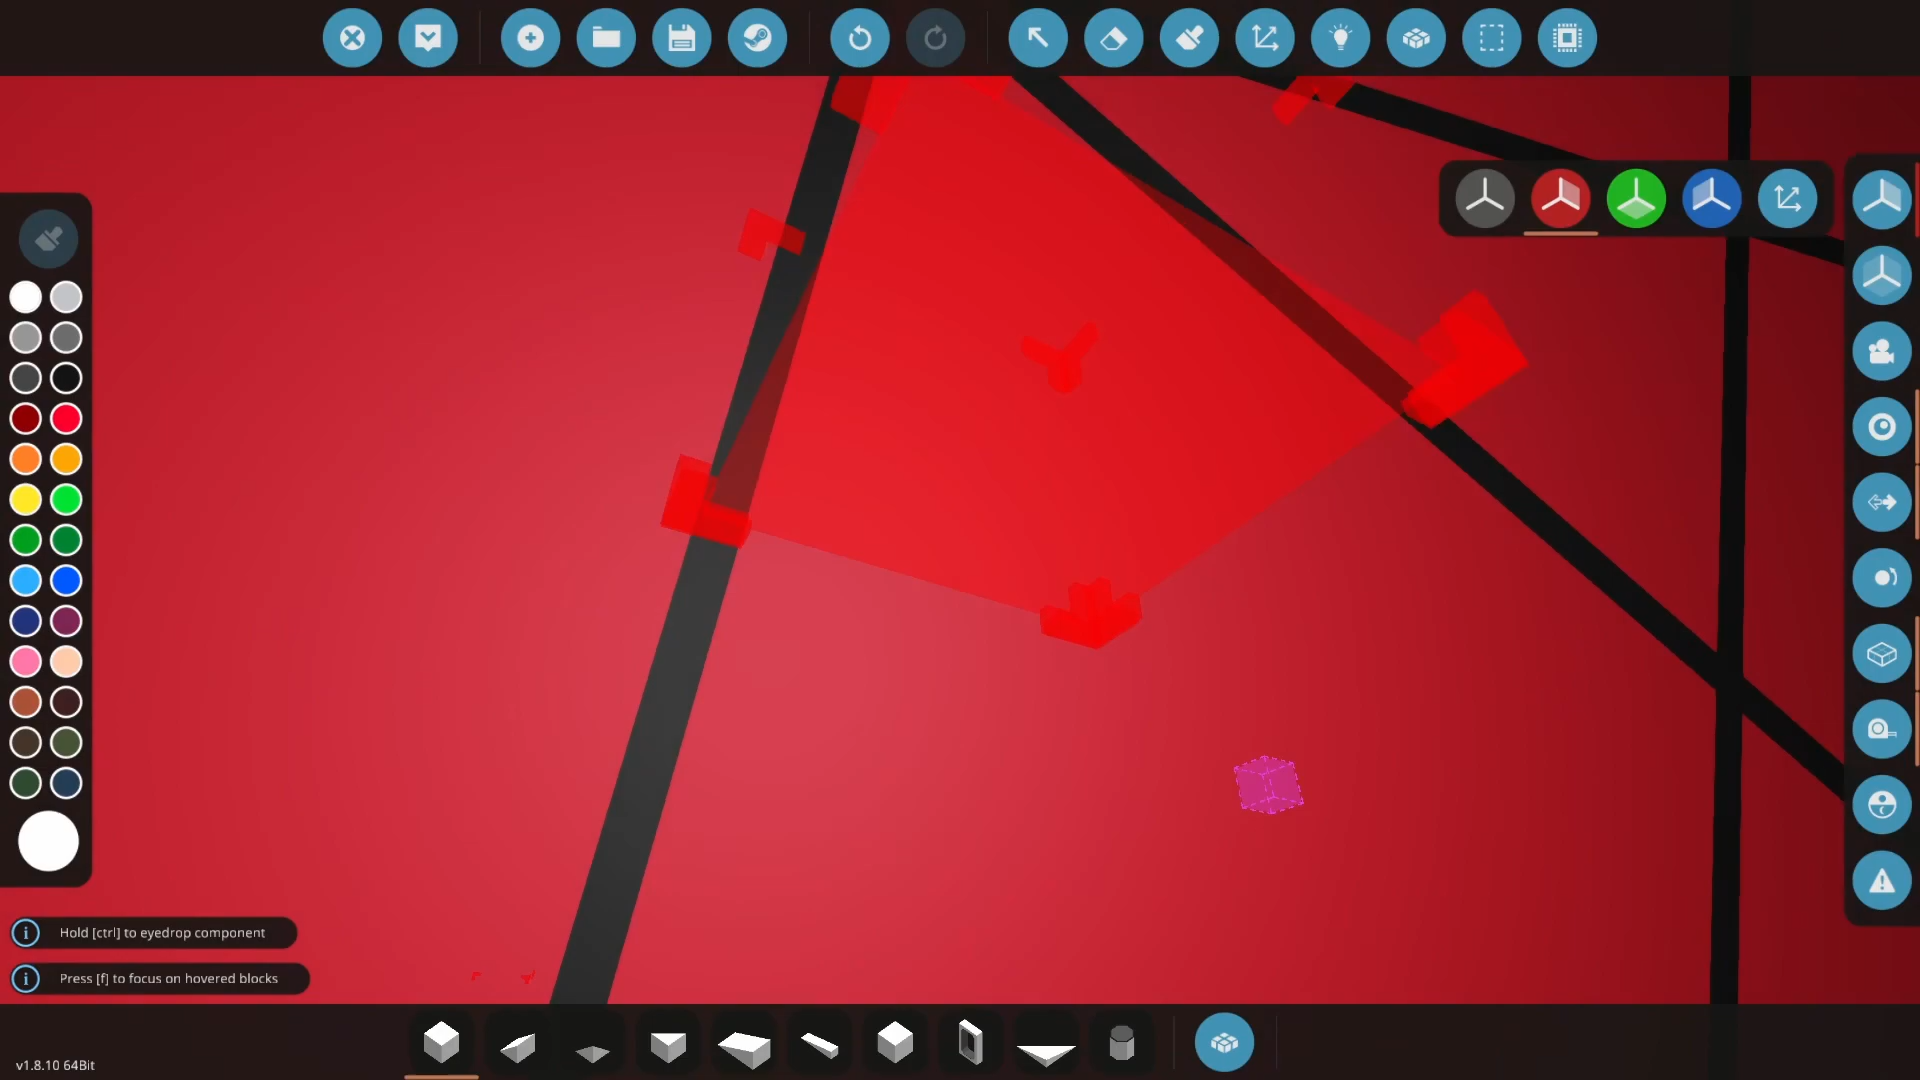 Hold [ctrl] to eyedrop component
Press [f] to focus on hovered blocks
v1.8.10 64Bit